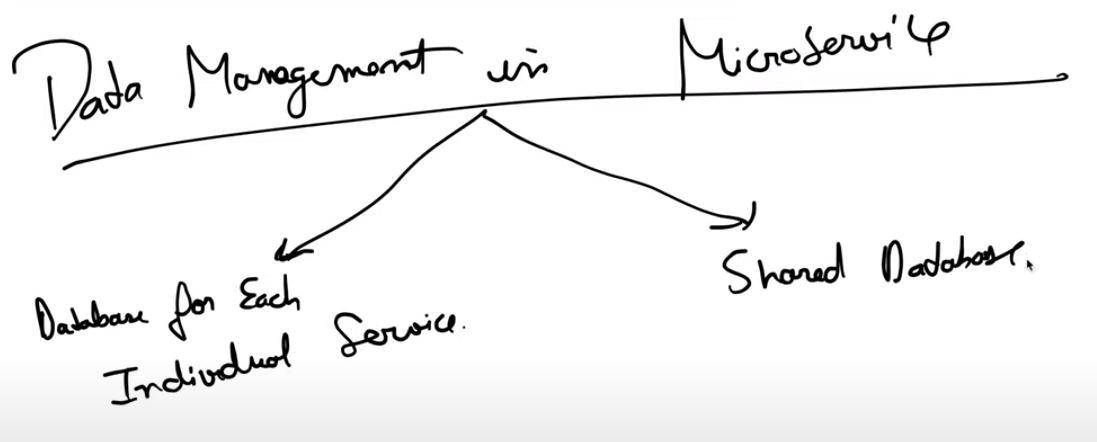 Data Management in Microservice
Database for Each
Individual Service.
Shared Database.